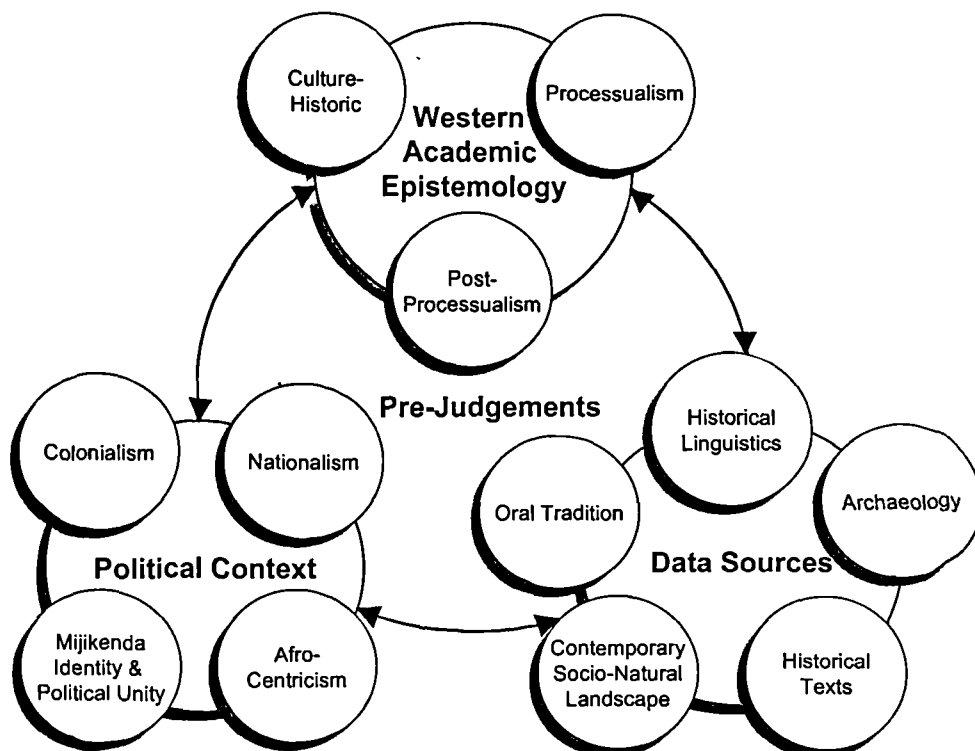 Culture-
Historic
Processualism
Western
Academic
Epistemology
Post-
Processualism
Pre-Judgements
Colonialism
Nationalism
Political Context
Mijikenda
Identity &
Political Unity
Afro-
Centricism
Historical
Linguistics
Oral Tradition
Archaeology
Data Sources
Contemporary
Socio-Natural
Landscape
Historical
Texts